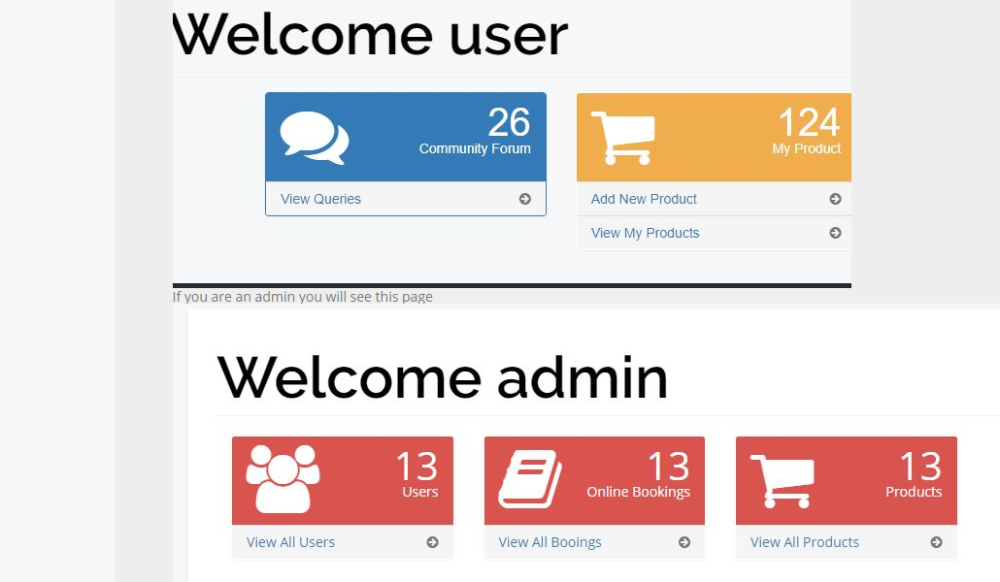 Welcome user
26
Community Forum
View Queries
124
My Product
Add New Product
View My Products
If you are an admin you will see this page
Welcome admin
13
Users
View All Users
13
Online Bookings
View All Booings
13
Products
View All Products